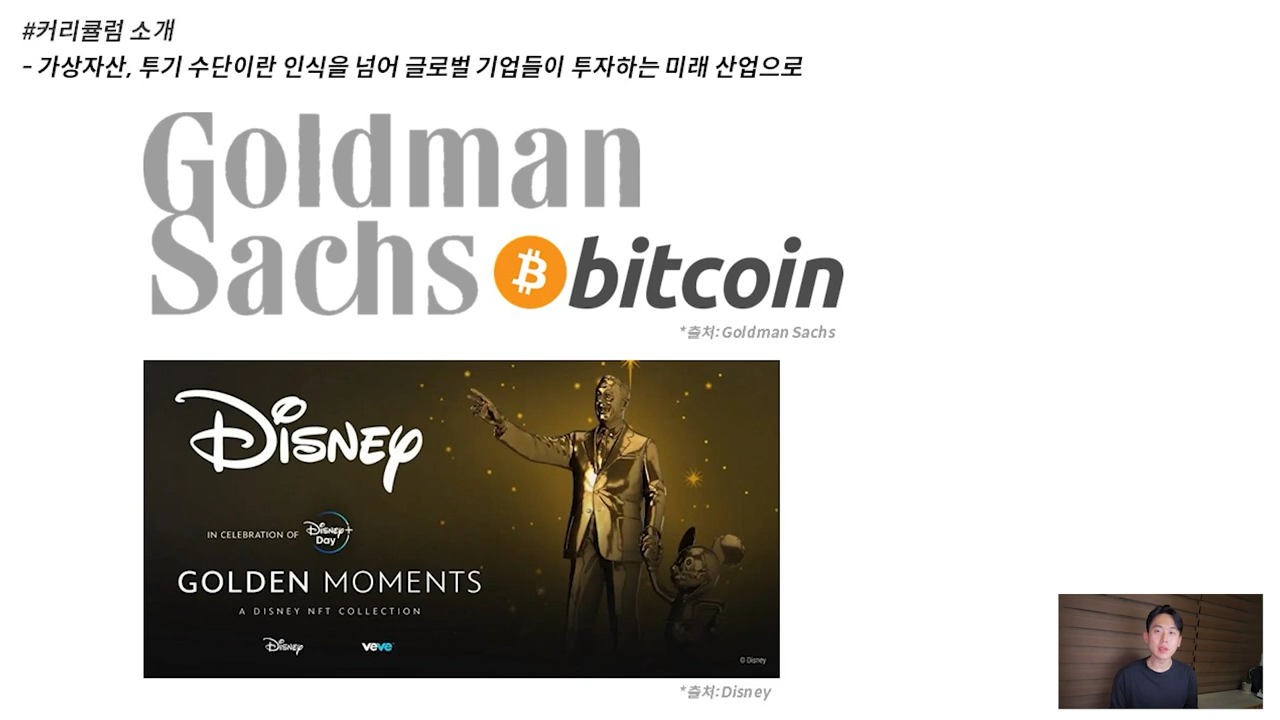 #커리큘럼 소개
- 가상자산, 투기 수단이란 인식을 넘어 글로벌 기업들이 투자하는 미래 산업으로
Goldman
Sachs
bitcoin
*출처: Goldman Sachs
Disney
IN CELEBRATION OF Disney+ Day
GOLDEN MOMENTS
A DISNEY NFT COLLECTION
Disney veve
© Disney
*출처: Disney